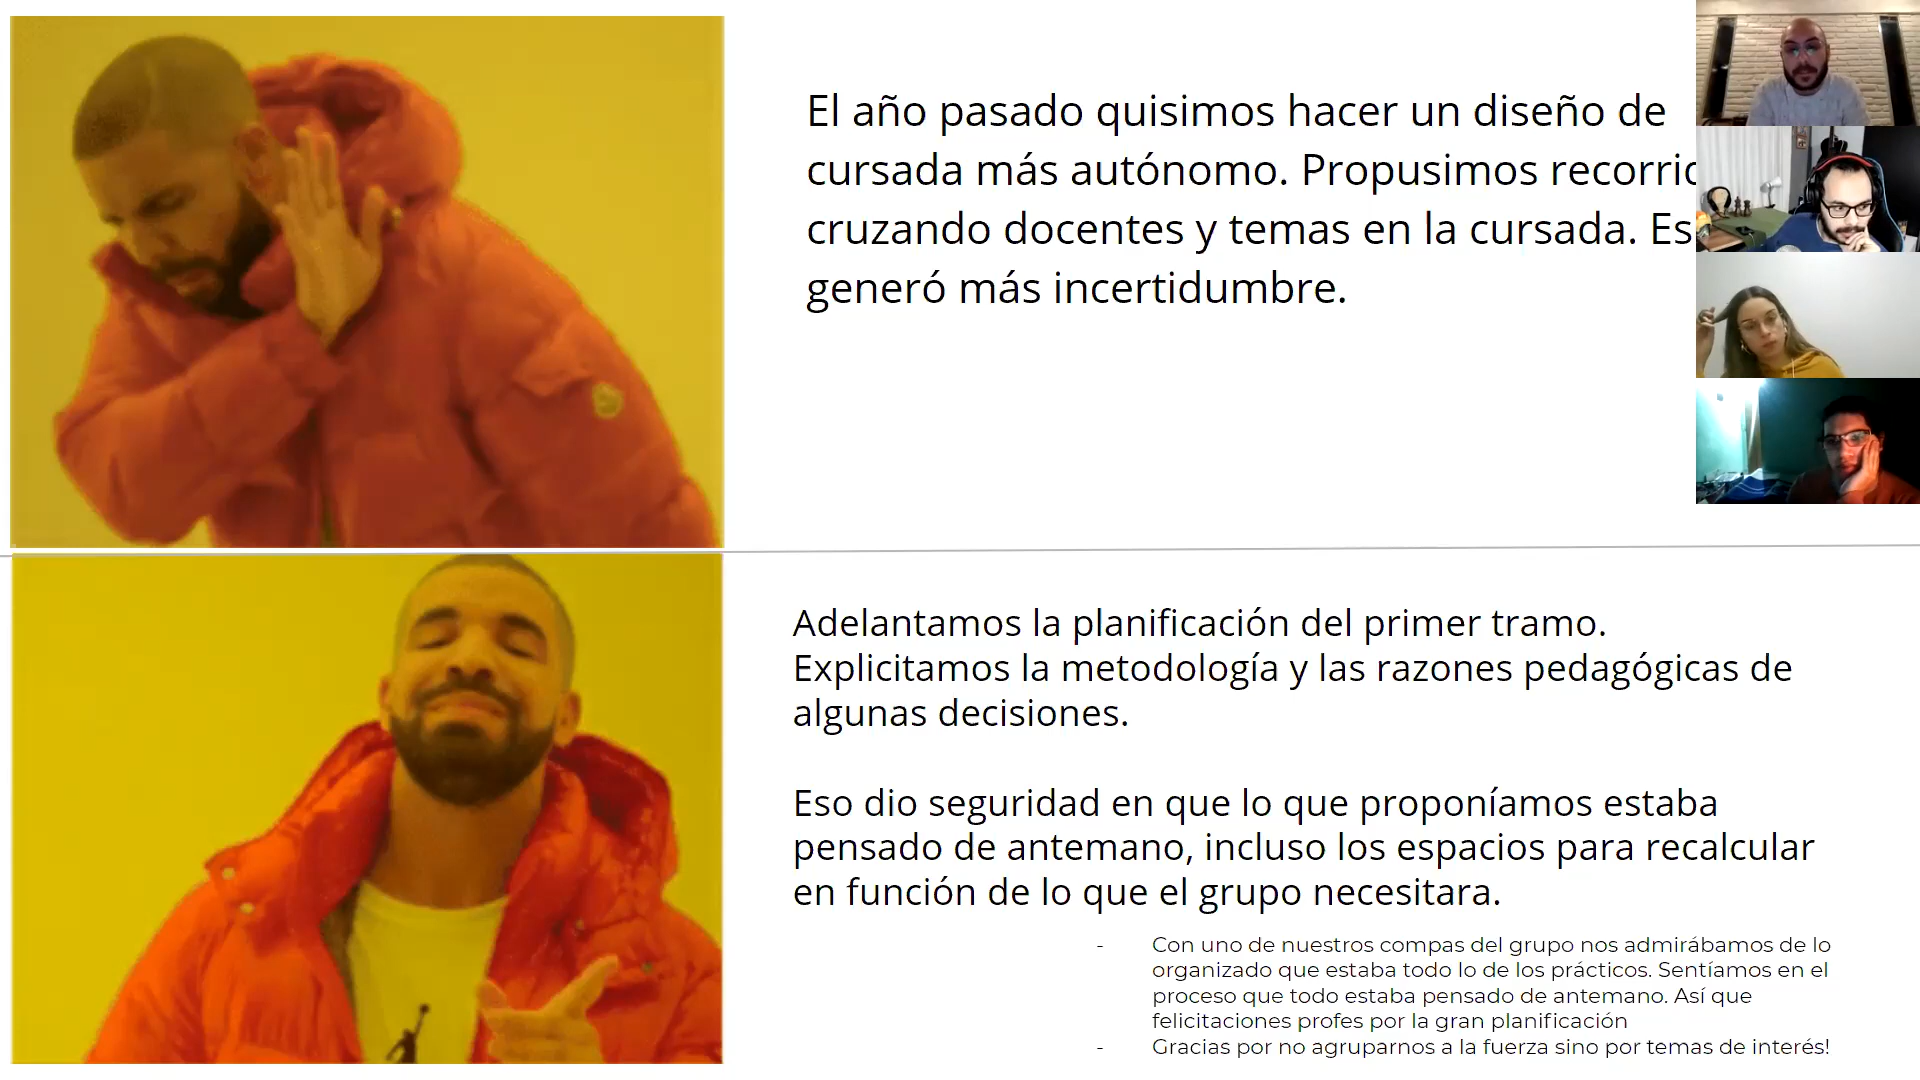 El año pasado quisimos hacer un diseño de
cursada más autónomo. Propusimos
cruzando docentes y temas en la cursada.
generó más incertidumbre.
Adelantamos la planificación del primer tramo.
Explicitamos la metodología y las razones pedagógicas de
algunas decisiones.
Eso dio seguridad en que lo que proponíamos estaba
pensado de antemano, incluso los espacios para recalcular
en función de lo que el grupo necesitara.
- Con uno de nuestros compas del grupo nos admirábamos de lo
organizado que estaba todo lo de los prácticos. Sentíamos en el
proceso que todo estaba pensado de antemano. Así que
felicitaciones profes por la gran planificación
- Gracias por no agruparnos a la fuerza sino por temas de interés!